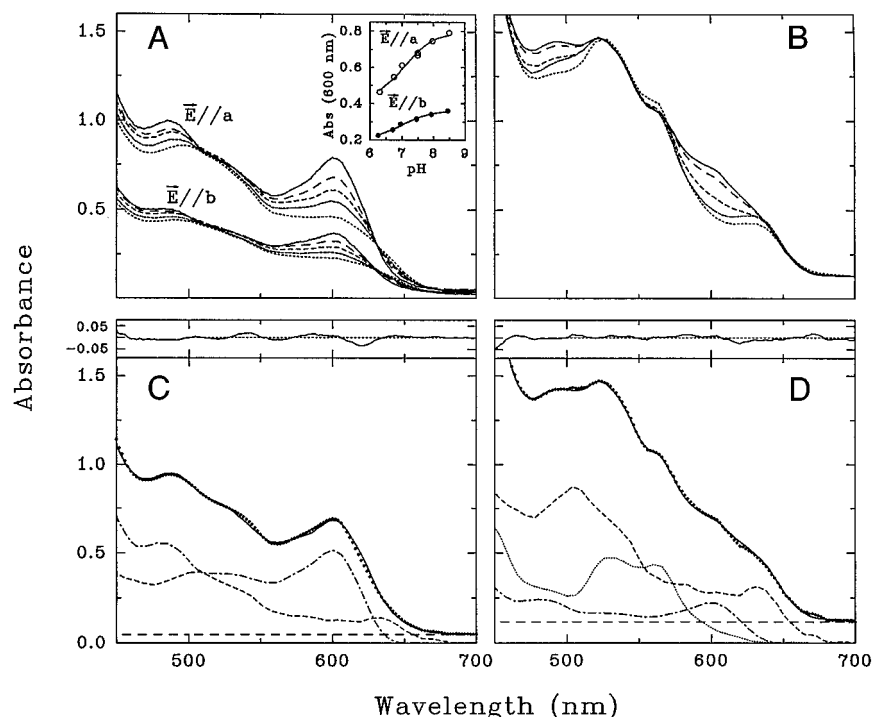 A
B
1.5
1.0
0.5
E⃗//a
E⃗//b
0.8
0.6
0.4
0.2
Abs (600 nm)
E⃗//a
E⃗//b
6 7 8 9
pH
0.05
−0.05
C
D
1.5
1.0
0.5
0.0
500 600 700
500 600 700
Absorbance
Wavelength (nm)